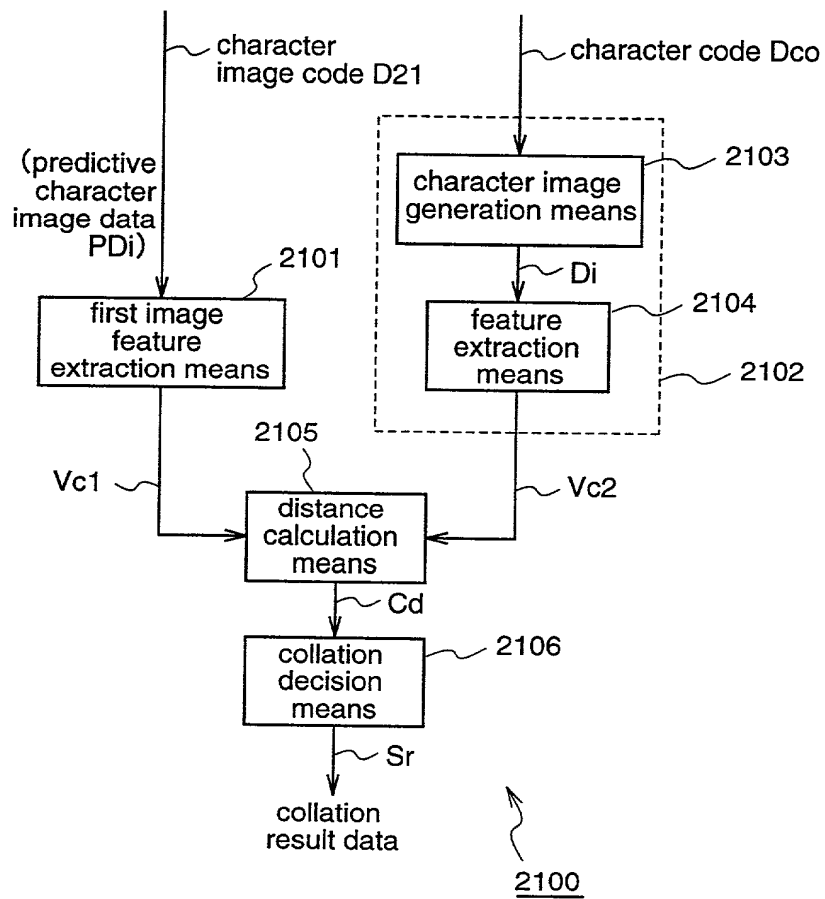 character
image code D21
character code Dco
(predictive
character
image data
PDi)
2103
character image
generation means
Di
2101
first image
feature
extraction means
2104
feature
extraction
means
2102
2105
Vc1
Vc2
distance
calculation
means
Cd
2106
collation
decision
means
Sr
collation
result data
2100